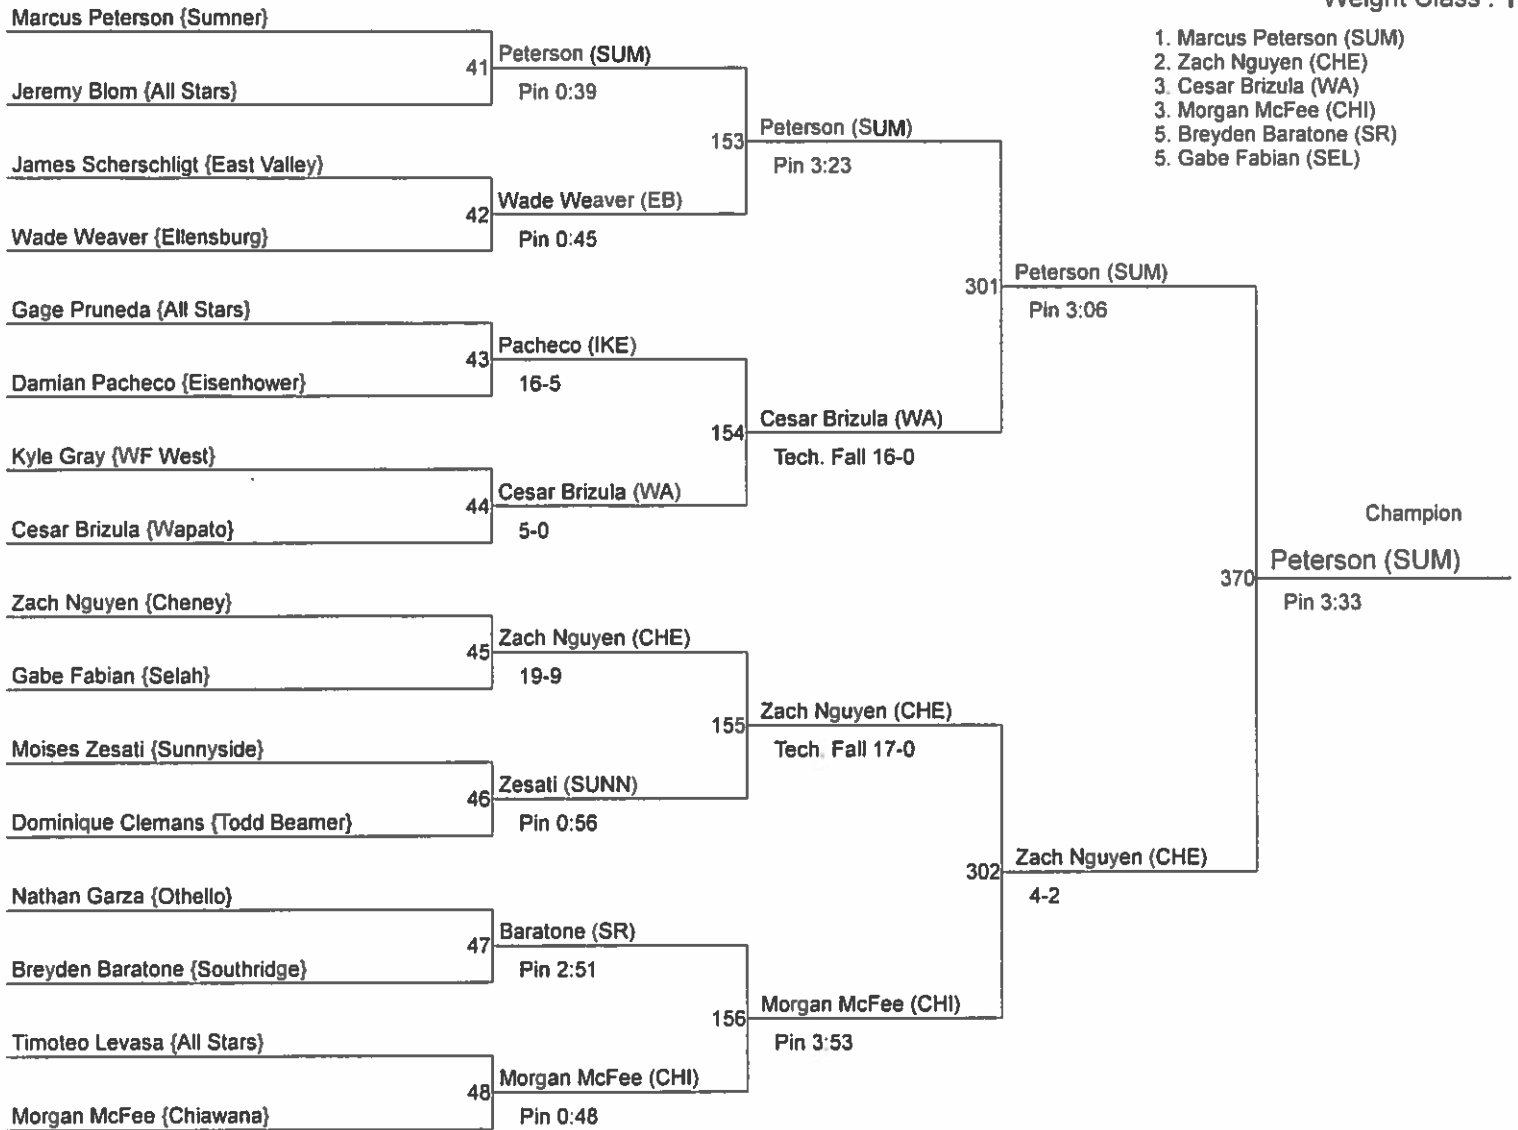 Weight Class :
1. Marcus Peterson (SUM)
2. Zach Nguyen (CHE)
3. Cesar Brizula (WA)
3. Morgan McFee (CHI)
5. Breyden Baratone (SR)
5. Gabe Fabian (SEL)
Marcus Peterson {Sumner}
41 Peterson (SUM)
Jeremy Blom {All Stars}
Pin 0:39
153 Peterson (SUM)
Pin 3:23
James Scherschligt {East Valley}
42 Wade Weaver (EB)
Wade Weaver {Ellensburg}
Pin 0:45
301 Peterson (SUM)
Pin 3:06
Gage Pruneda {All Stars}
43 Pacheco (IKE)
Damian Pacheco {Eisenhower}
16-5
154 Cesar Brizula (WA)
Tech. Fall 16-0
Kyle Gray {WF West}
44 Cesar Brizula (WA)
Cesar Brizula {Wapato}
5-0
Champion
370 Peterson (SUM)
Pin 3:33
Zach Nguyen {Cheney}
45 Zach Nguyen (CHE)
Gabe Fabian {Selah}
19-9
155 Zach Nguyen (CHE)
Tech. Fall 17-0
Moises Zesati {Sunnyside}
46 Zesati (SUNN)
Dominique Clemans {Todd Beamer}
Pin 0:56
302 Zach Nguyen (CHE)
4-2
Nathan Garza {Othello}
47 Baratone (SR)
Breyden Baratone {Southridge}
Pin 2:51
156 Morgan McFee (CHI)
Pin 3:53
Timoteo Levasa {All Stars}
48 Morgan McFee (CHI)
Morgan McFee {Chiawana}
Pin 0:48